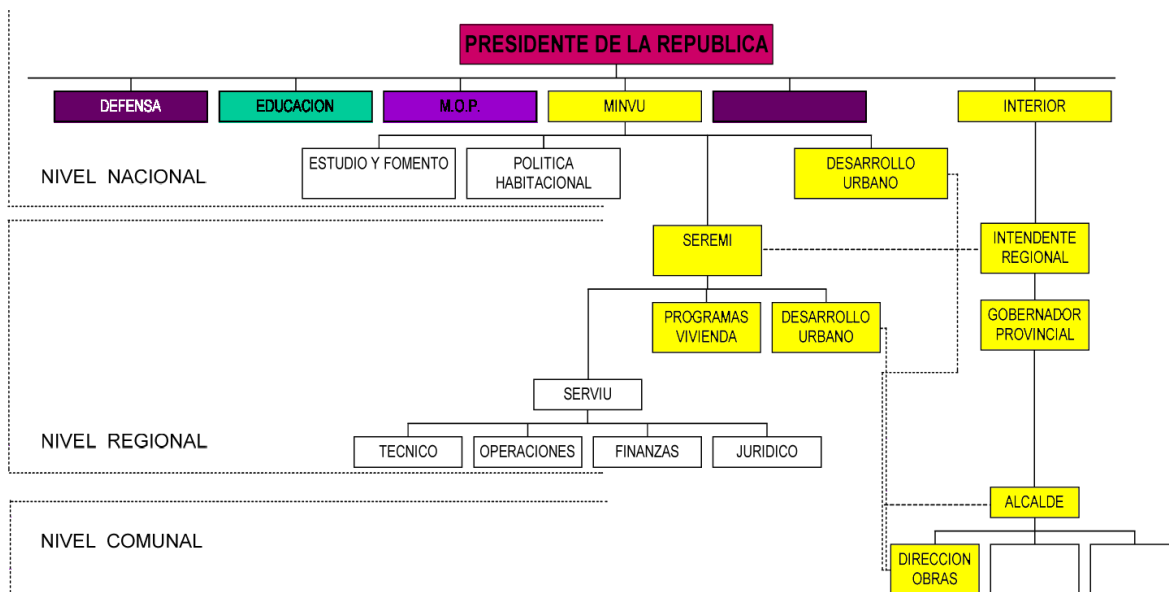 PRESIDENTE DE LA REPUBLICA
DEFENSA
EDUCACION
M.O.P.
MINVU
INTERIOR
ESTUDIO Y FOMENTO
POLITICA
HABITACIONAL
DESARROLLO
URBANO
NIVEL NACIONAL
SEREMI
INTENDENTE
REGIONAL
PROGRAMAS
VIVIENDA
DESARROLLO
URBANO
GOBERNADOR
PROVINCIAL
SERVIU
NIVEL REGIONAL
TECNICO
OPERACIONES
FINANZAS
JURIDICO
ALCALDE
NIVEL COMUNAL
DIRECCION
OBRAS